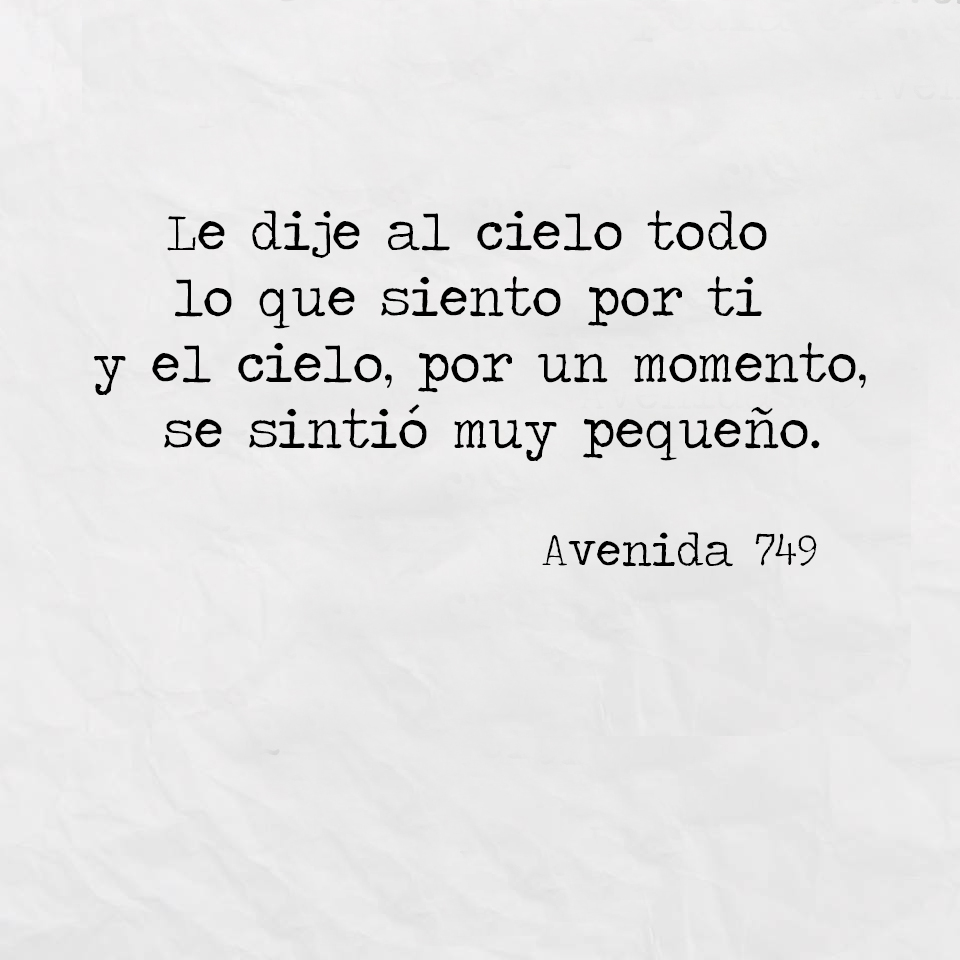 Le dije al cielo todo
lo que siento por ti
y el cielo, por un momento,
se sintió muy pequeño.
Avenida 749